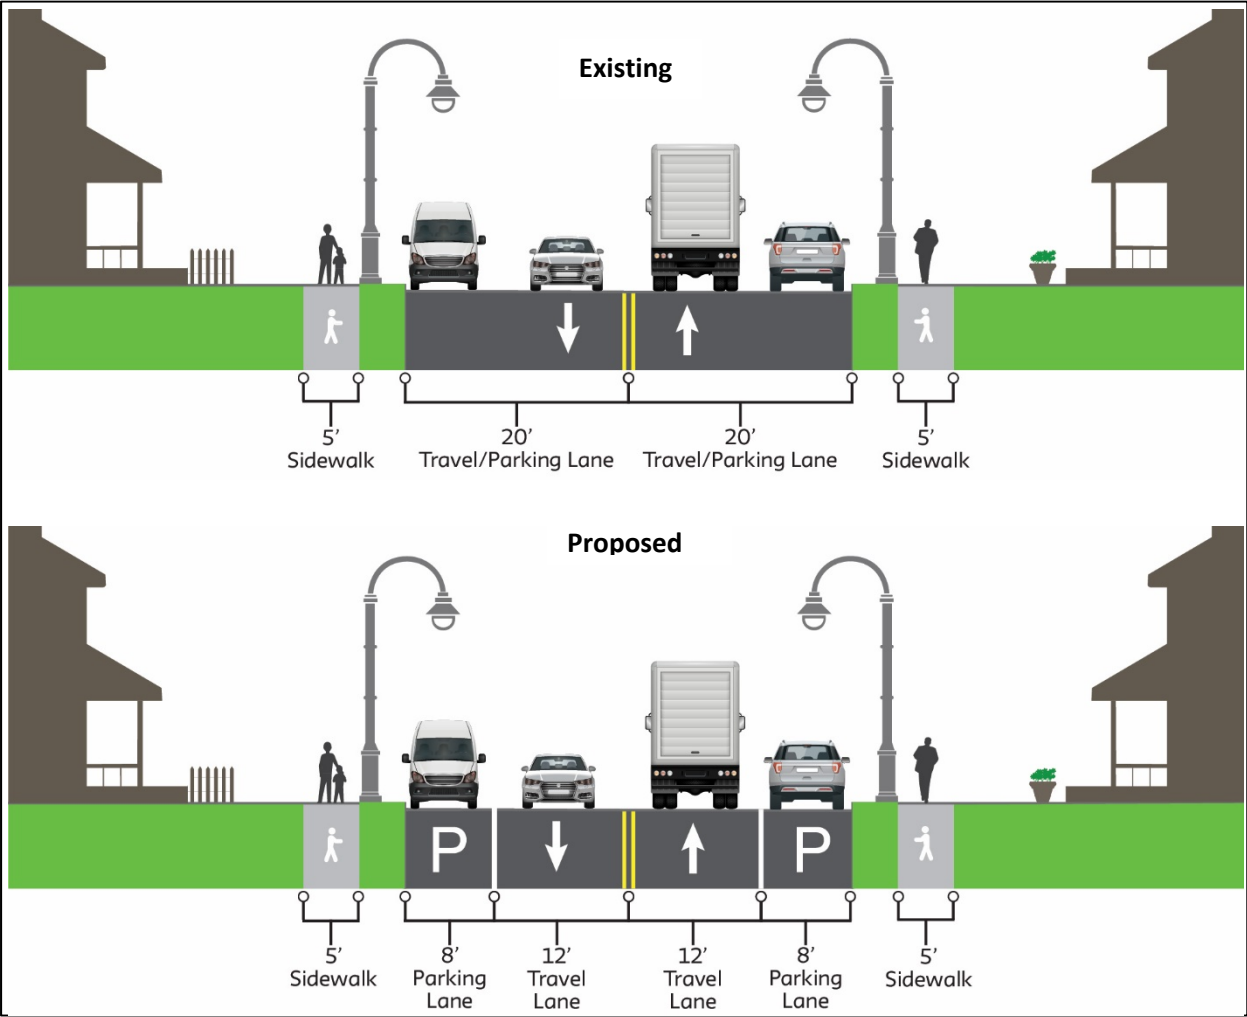 Existing
5’
Sidewalk
20’
Travel/Parking Lane
20’
Travel/Parking Lane
5’
Sidewalk
Proposed
P
P
5’
Sidewalk
8’
Parking
Lane
12’
Travel
Lane
12’
Travel
Lane
8’
Parking
Lane
5’
Sidewalk